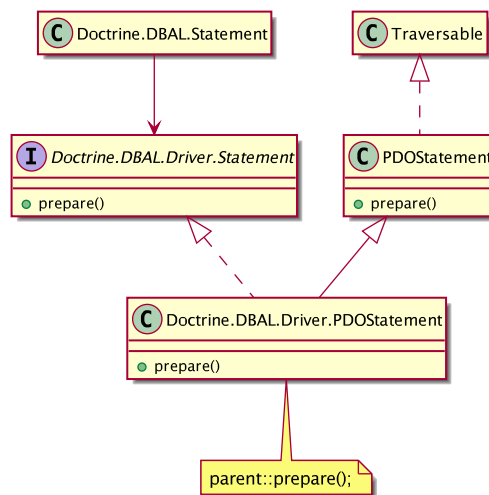 C Doctrine.DBAL.Statement
C Traversable
I Doctrine.DBAL.Driver.Statement
prepare()
C PDOStatement
prepare()
C Doctrine.DBAL.Driver.PDOStatement
prepare()
parent::prepare();